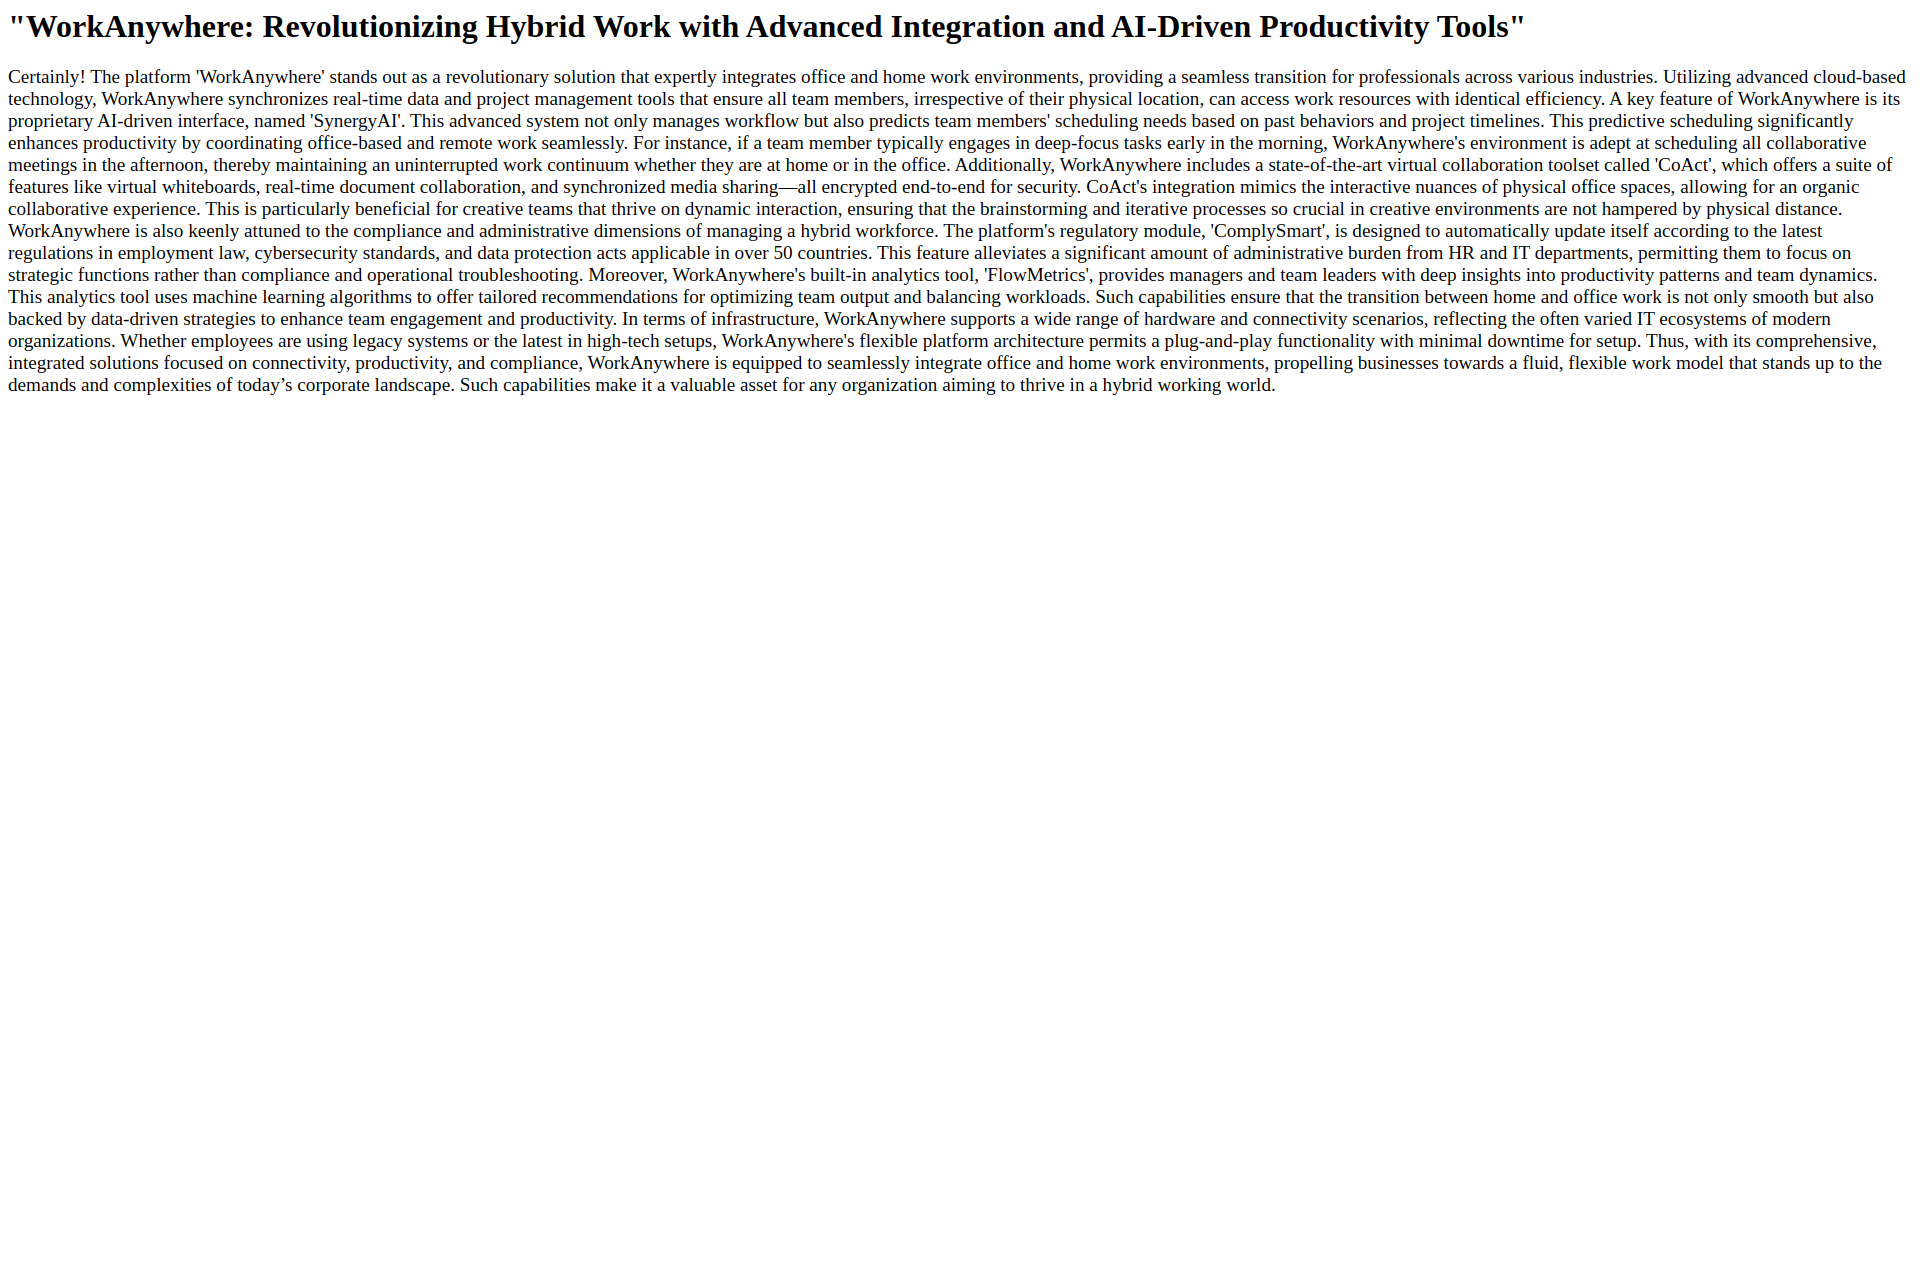 "WorkAnywhere: Revolutionizing Hybrid Work with Advanced Integration and AI-Driven Productivity Tools"
Certainly! The platform 'WorkAnywhere' stands out as a revolutionary solution that expertly integrates office and home work environments, providing a seamless transition for professionals across various industries. Utilizing advanced cloud-based
technology, WorkAnywhere synchronizes real-time data and project management tools that ensure all team members, irrespective of their physical location, can access work resources with identical efficiency. A key feature of WorkAnywhere is its
proprietary AI-driven interface, named 'SynergyAI'. This advanced system not only manages workflow but also predicts team members' scheduling needs based on past behaviors and project timelines. This predictive scheduling significantly
enhances productivity by coordinating office-based and remote work seamlessly. For instance, if a team member typically engages in deep-focus tasks early in the morning, WorkAnywhere's environment is adept at scheduling all collaborative
meetings in the afternoon, thereby maintaining an uninterrupted work continuum whether they are at home or in the office. Additionally, WorkAnywhere includes a state-of-the-art virtual collaboration toolset called 'CoAct', which offers a suite of
features like virtual whiteboards, real-time document collaboration, and synchronized media sharing—all encrypted end-to-end for security. CoAct's integration mimics the interactive nuances of physical office spaces, allowing for an organic
collaborative experience. This is particularly beneficial for creative teams that thrive on dynamic interaction, ensuring that the brainstorming and iterative processes so crucial in creative environments are not hampered by physical distance.
WorkAnywhere is also keenly attuned to the compliance and administrative dimensions of managing a hybrid workforce. The platform's regulatory module, 'ComplySmart', is designed to automatically update itself according to the latest
regulations in employment law, cybersecurity standards, and data protection acts applicable in over 50 countries. This feature alleviates a significant amount of administrative burden from HR and IT departments, permitting them to focus on
strategic functions rather than compliance and operational troubleshooting. Moreover, WorkAnywhere's built-in analytics tool, 'FlowMetrics', provides managers and team leaders with deep insights into productivity patterns and team dynamics.
This analytics tool uses machine learning algorithms to offer tailored recommendations for optimizing team output and balancing workloads. Such capabilities ensure that the transition between home and office work is not only smooth but also
backed by data-driven strategies to enhance team engagement and productivity. In terms of infrastructure, WorkAnywhere supports a wide range of hardware and connectivity scenarios, reflecting the often varied IT ecosystems of modern
organizations. Whether employees are using legacy systems or the latest in high-tech setups, WorkAnywhere's flexible platform architecture permits a plug-and-play functionality with minimal downtime for setup. Thus, with its comprehensive,
integrated solutions focused on connectivity, productivity, and compliance, WorkAnywhere is equipped to seamlessly integrate office and home work environments, propelling businesses towards a fluid, flexible work model that stands up to the
demands and complexities of today’s corporate landscape. Such capabilities make it a valuable asset for any organization aiming to thrive in a hybrid working world.